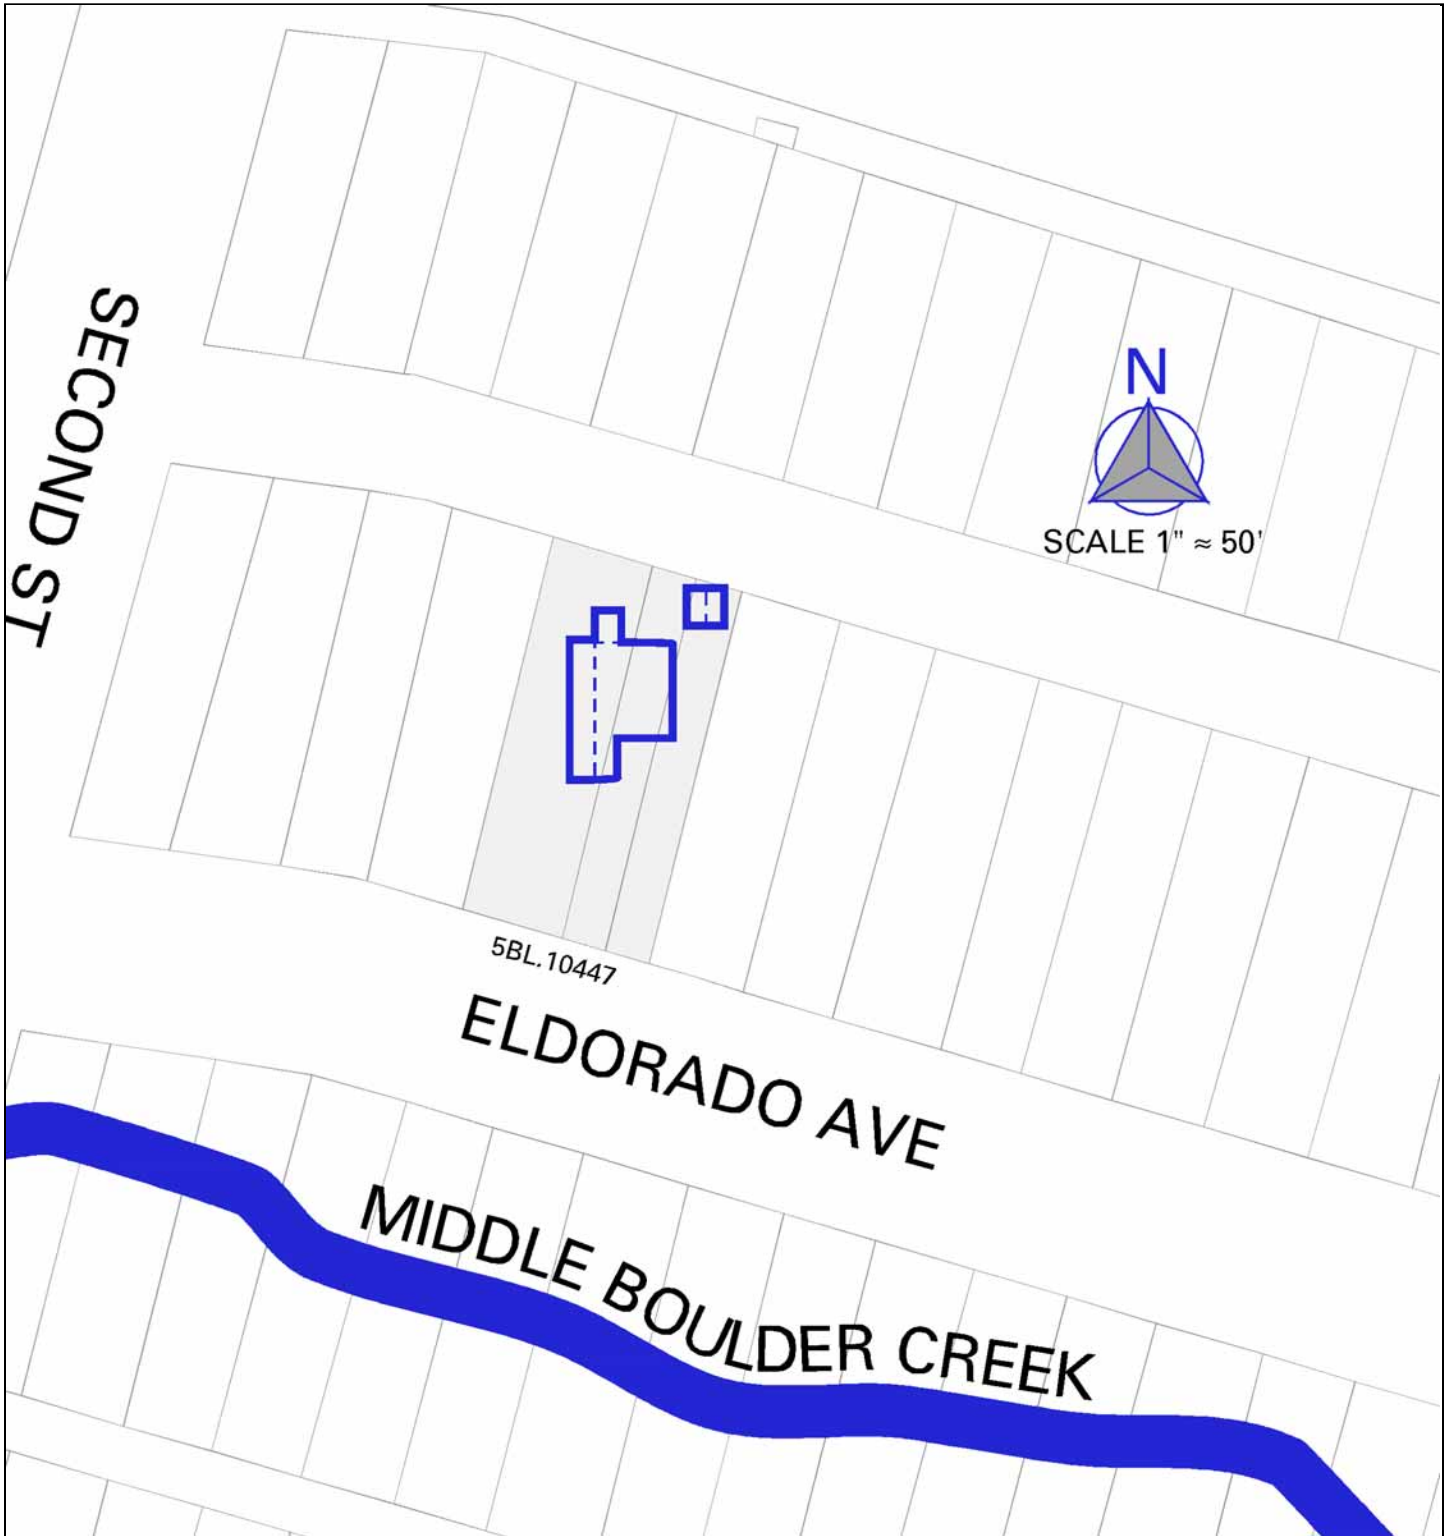 SECOND ST
N
SCALE 1" ≈ 50'
5BL.10447
ELDORADO AVE
MIDDLE BOULDER CREEK